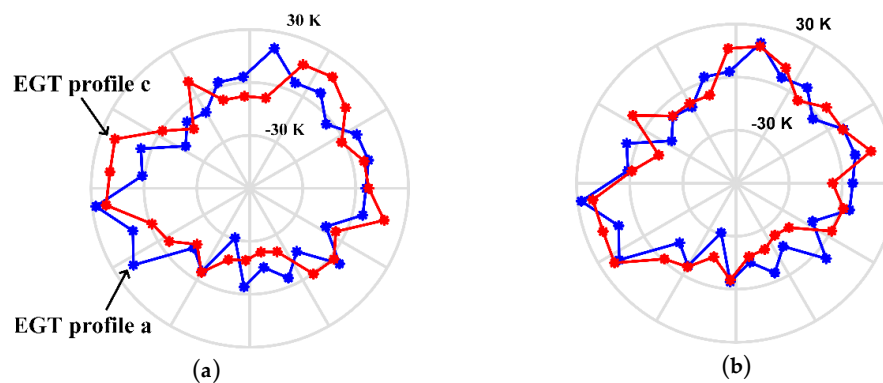 30 K
30 K
EGT profile c
-30 K
-30 K
EGT profile a
(a)
(b)